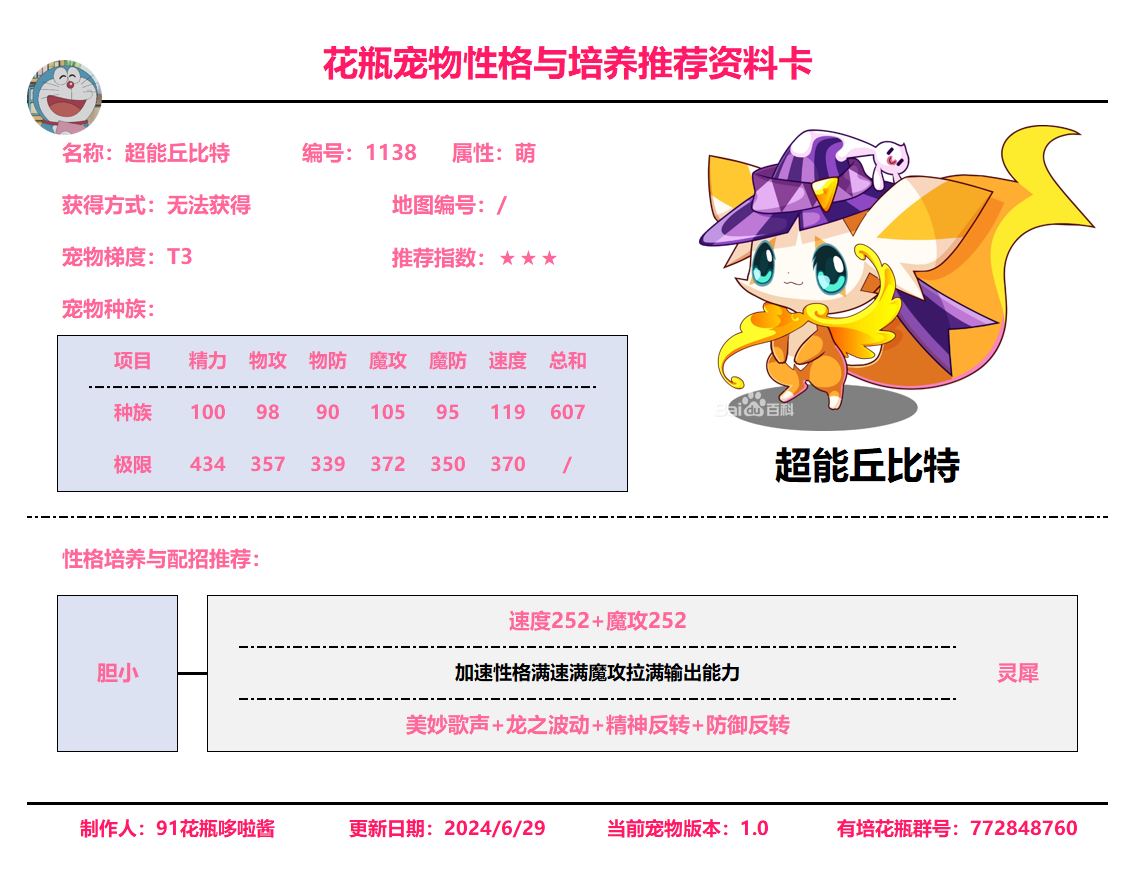 花瓶宠物性格与培养推荐资料卡
名称：超能丘比特 编号：1138 属性：萌
获得方式：无法获得 地图编号：/
宠物梯度：T3 推荐指数：★★★
宠物种族：
项目 精力 物攻 物防 魔攻 魔防 速度 总和
种族 100 98 90 105 95 119 607
极限 434 357 339 372 350 370 /
Baidu百科
超能丘比特
性格培养与配招推荐：
速度252+魔攻252
胆小 加速性格满速满魔攻拉满输出能力 灵犀
美妙歌声+龙之波动+精神反转+防御反转
制作人：91花瓶哆啦酱 更新日期：2024/6/29 当前宠物版本：1.0 有培花瓶群号：772848760